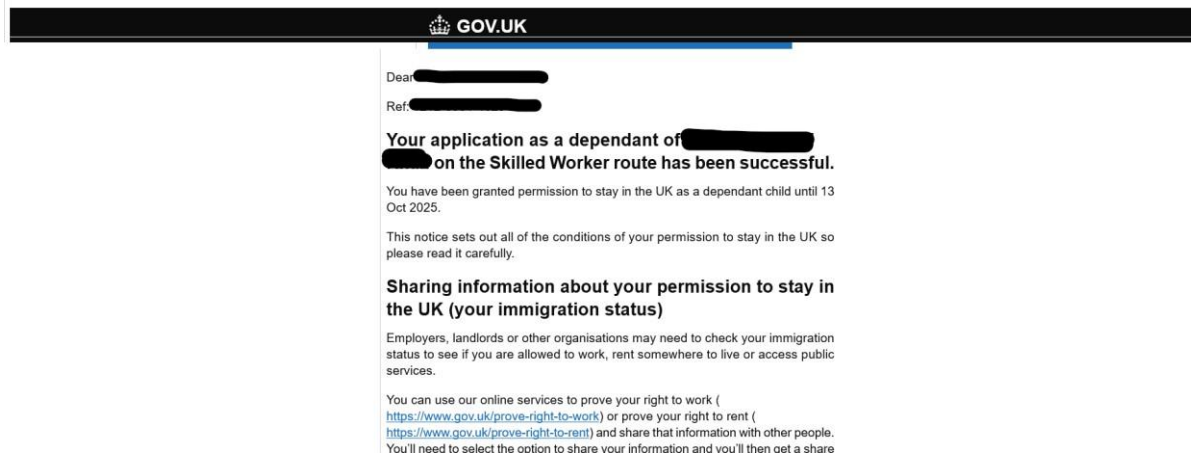 GOV.UK
Dear
Ref:
Your application as a dependant of
on the Skilled Worker route has been successful.
You have been granted permission to stay in the UK as a dependant child until 13
Oct 2025.
This notice sets out all of the conditions of your permission to stay in the UK so
please read it carefully.
Sharing information about your permission to stay in
the UK (your immigration status)
Employers, landlords or other organisations may need to check your immigration
status to see if you are allowed to work, rent somewhere to live or access public
services.
You can use our online services to prove your right to work (
https://www.gov.uk/prove-right-to-work) or prove your right to rent (
https://www.gov.uk/prove-right-to-rent) and share that information with other people.
You'll need to select the option to share your information and you'll then get a share